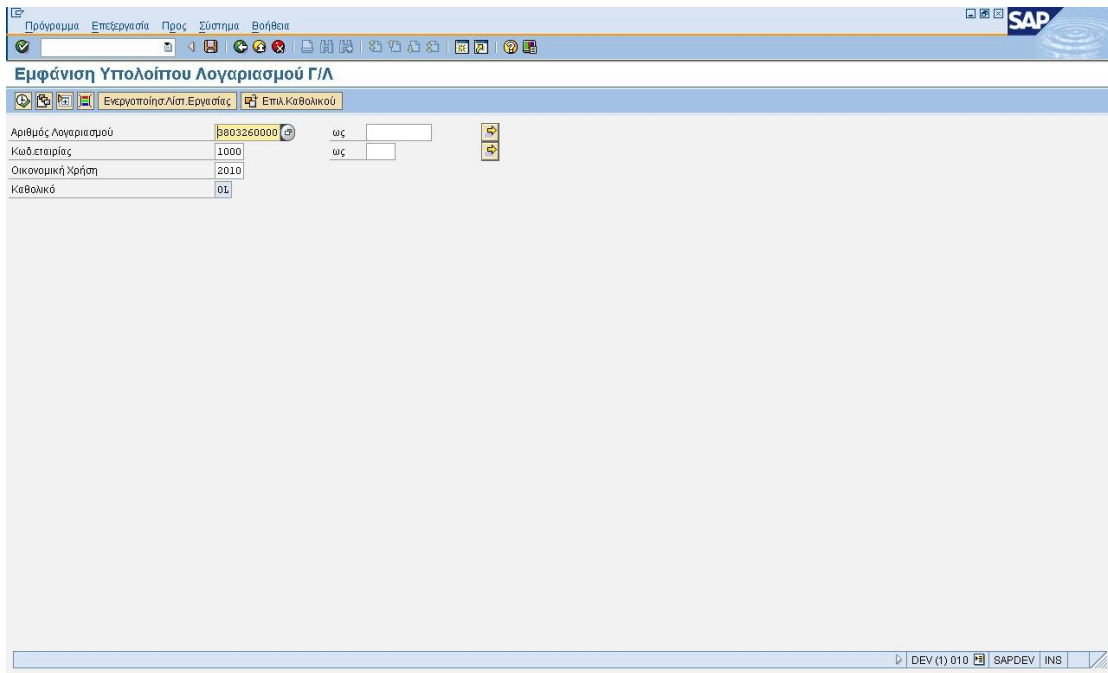 Πρόγραμμα Επεξεργασία Προς Σύστημα Βοήθεια
SAP
Εμφάνιση Υπολοίπου Λογαριασμού Γ/Λ
Ενεργοποίησ.Λίστ.Εργασίας Επιλ.Καθολικού
Αριθμός Λογαριασμού 3803260000 ως
Κωδ.εταιρίας 1000 ως
Οικονομική Χρήση 2010
Καθολικό 0L
DEV (1) 010 SAPDEV INS